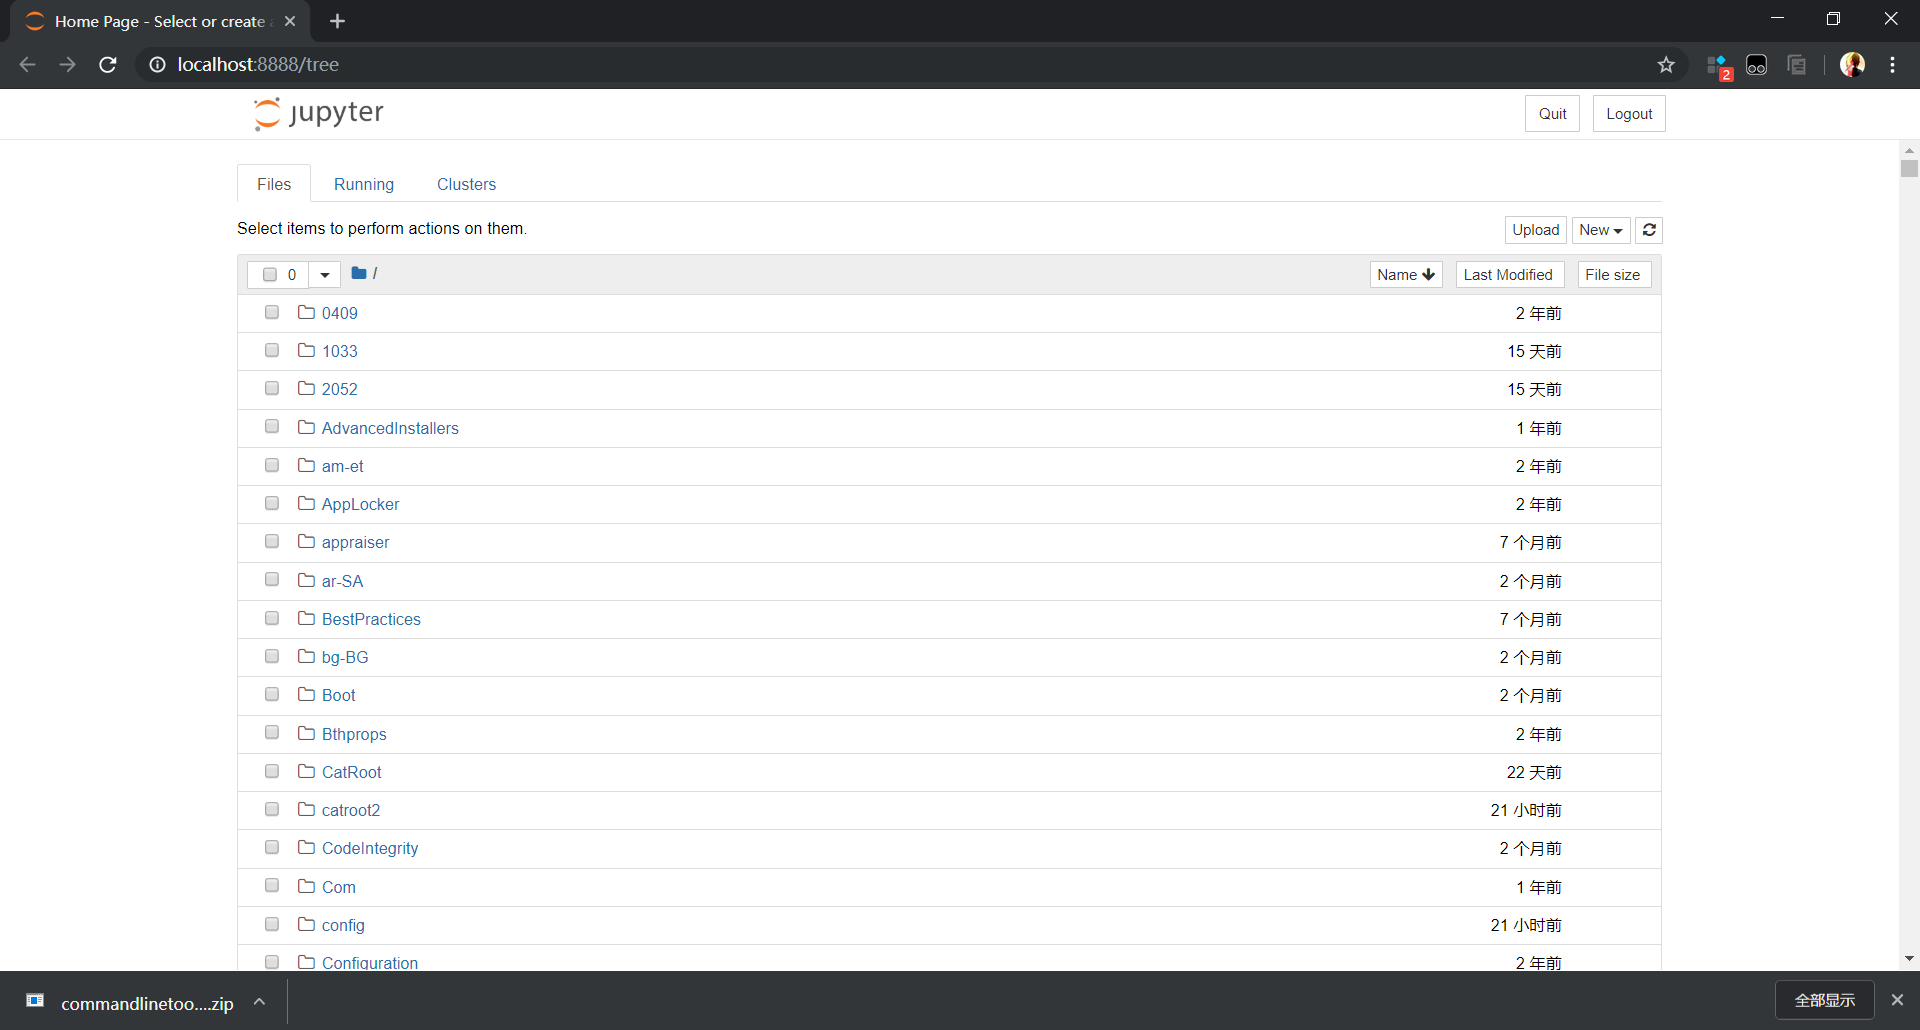 Home Page - Select or create a
localhost:8888/tree
2
jupyter
Quit
Logout
Files
Running
Clusters
Select items to perform actions on them.
Upload
New
0
/
Name
Last Modified
File size
0409
2 年前
1033
15 天前
2052
15 天前
AdvancedInstallers
1 年前
am-et
2 年前
AppLocker
2 年前
appraiser
7 个月前
ar-SA
2 个月前
BestPractices
7 个月前
bg-BG
2 个月前
Boot
2 个月前
Bthprops
2 年前
CatRoot
22 天前
catroot2
21 小时前
CodeIntegrity
2 个月前
Com
1 年前
config
21 小时前
Configuration
2 年前
commandlinetoo....zip
全部显示